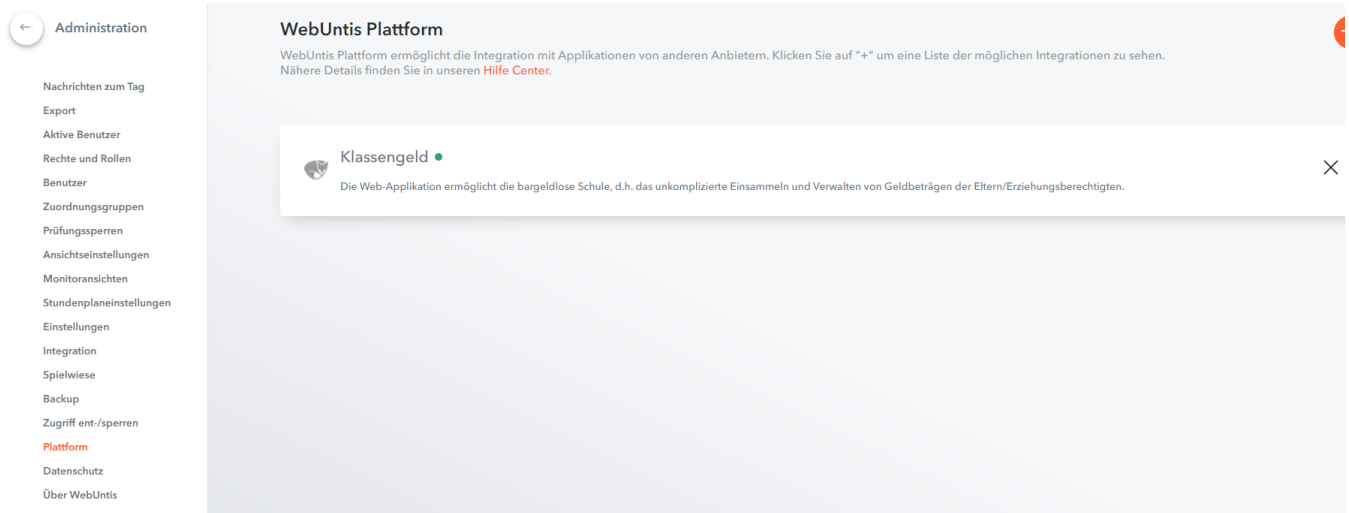 Administration
Nachrichten zum Tag
Export
Aktive Benutzer
Rechte und Rollen
Benutzer
Zuordnungsgruppen
Prüfungssperren
Ansichtseinstellungen
Monitoransichten
Stundenplaneinstellungen
Einstellungen
Integration
Spielwiese
Backup
Zugriff ent-/sperren
Plattform
Datenschutz
Über WebUntis
WebUntis Plattform
WebUntis Plattform ermöglicht die Integration mit Applikationen von anderen Anbietern. Klicken Sie auf "+" um eine Liste der möglichen Integrationen zu sehen.
Nähere Details finden Sie in unseren Hilfe Center.
Klassengeld
Die Web-Applikation ermöglicht die bargeldlose Schule, d.h. das unkomplizierte Einsammeln und Verwalten von Geldbeträgen der Eltern/Erziehungsberechtigten.